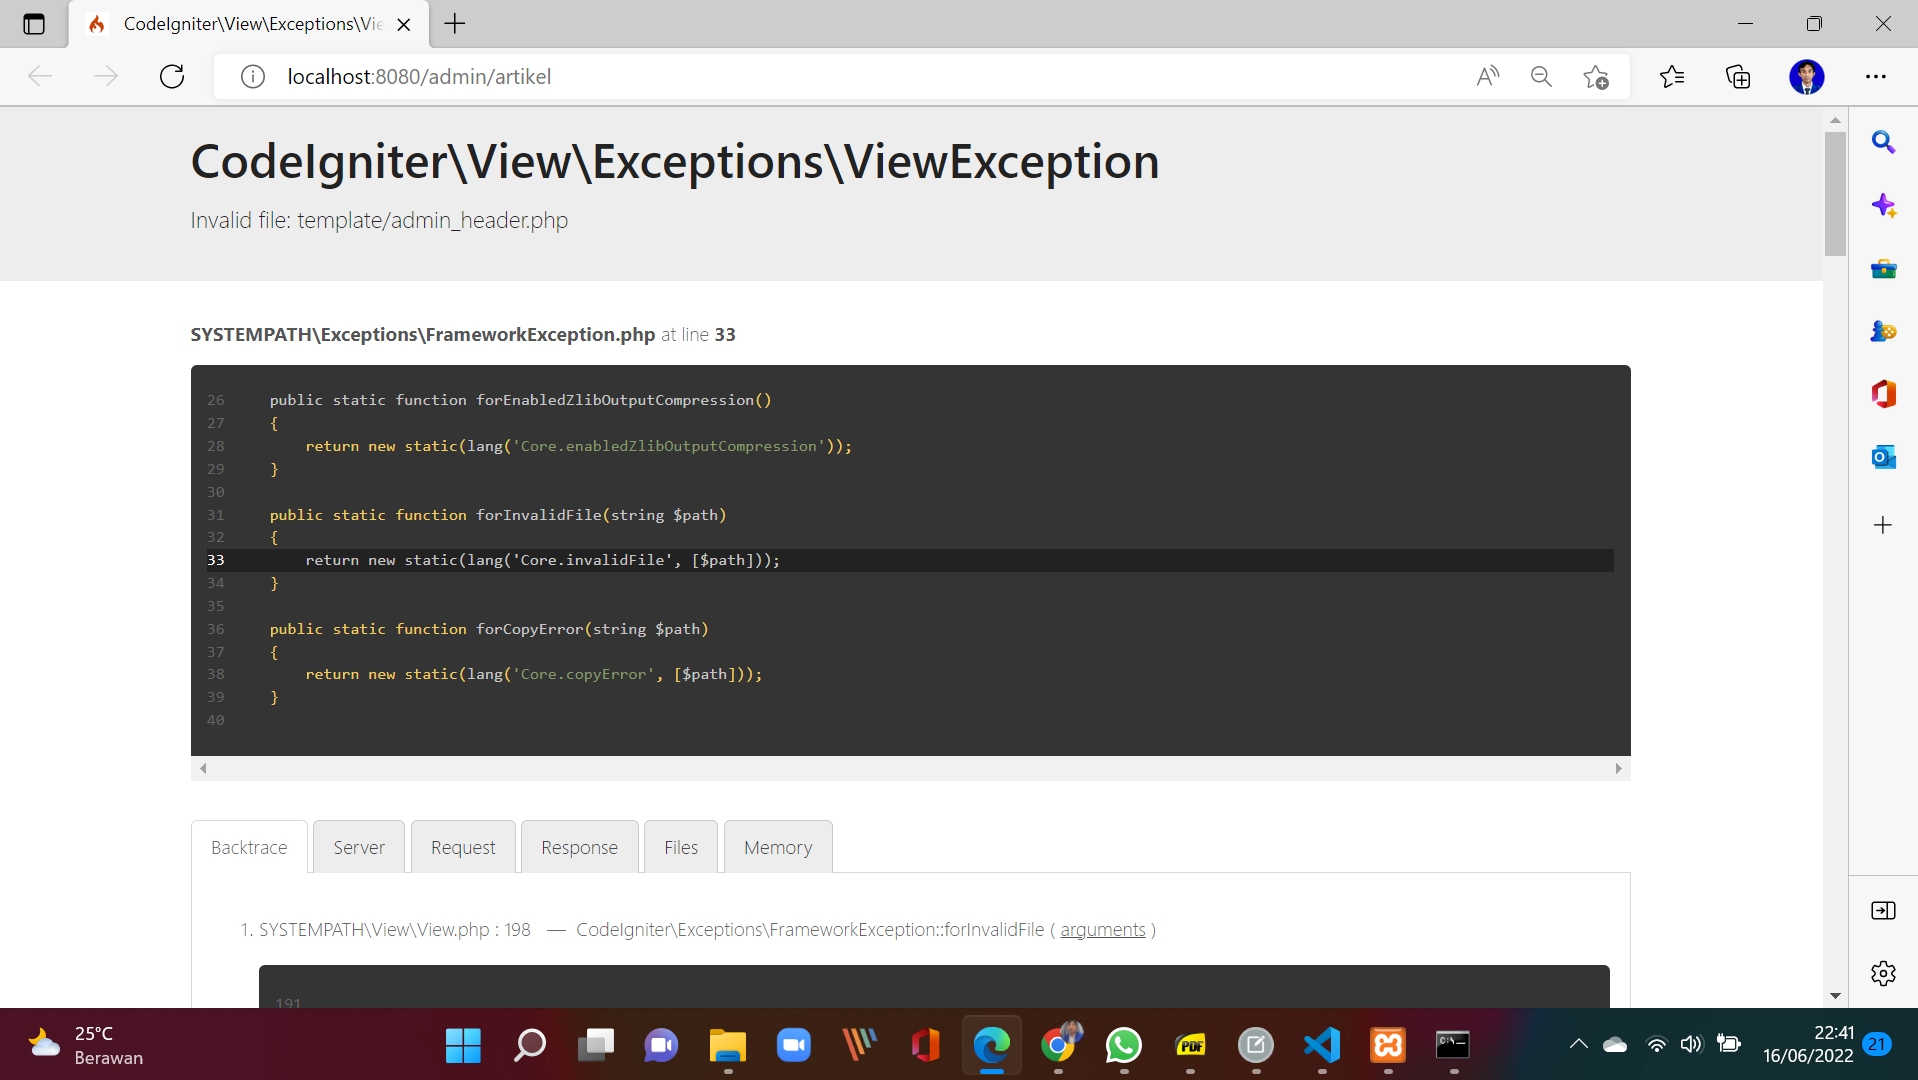 CodeIgniter\View\Exceptions\Vie
localhost:8080/admin/artikel
CodeIgniter\View\Exceptions\ViewException
Invalid file: template/admin_header.php
SYSTEMPATH\Exceptions\FrameworkException.php at line 33
26 public static function forEnabledZlibOutputCompression()
27 {
28 return new static(lang('Core.enabledZlibOutputCompression'));
29 }
30
31 public static function forInvalidFile(string $path)
32 {
33 return new static(lang('Core.invalidFile', [$path]));
34 }
35
36 public static function forCopyError(string $path)
37 {
38 return new static(lang('Core.copyError', [$path]));
39 }
40
Backtrace Server Request Response Files Memory
1. SYSTEMPATH\View\View.php : 198 — CodeIgniter\Exceptions\FrameworkException::forInvalidFile ( arguments )
191
25°C
Berawan
PDF
22:41
16/06/2022
21